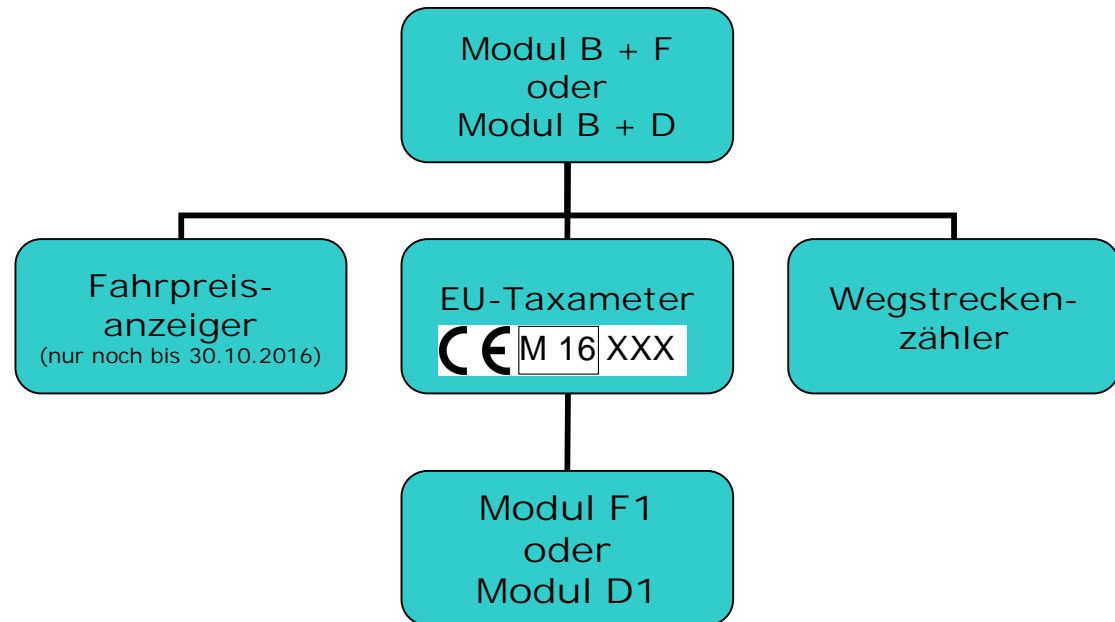 Modul B + F
oder
Modul B + D
Fahrpreis-
anzeiger
(nur noch bis 30.10.2016)
EU-Taxameter
CE M 16 XXX
Wegstrecken-
zähler
Modul F1
oder
Modul D1